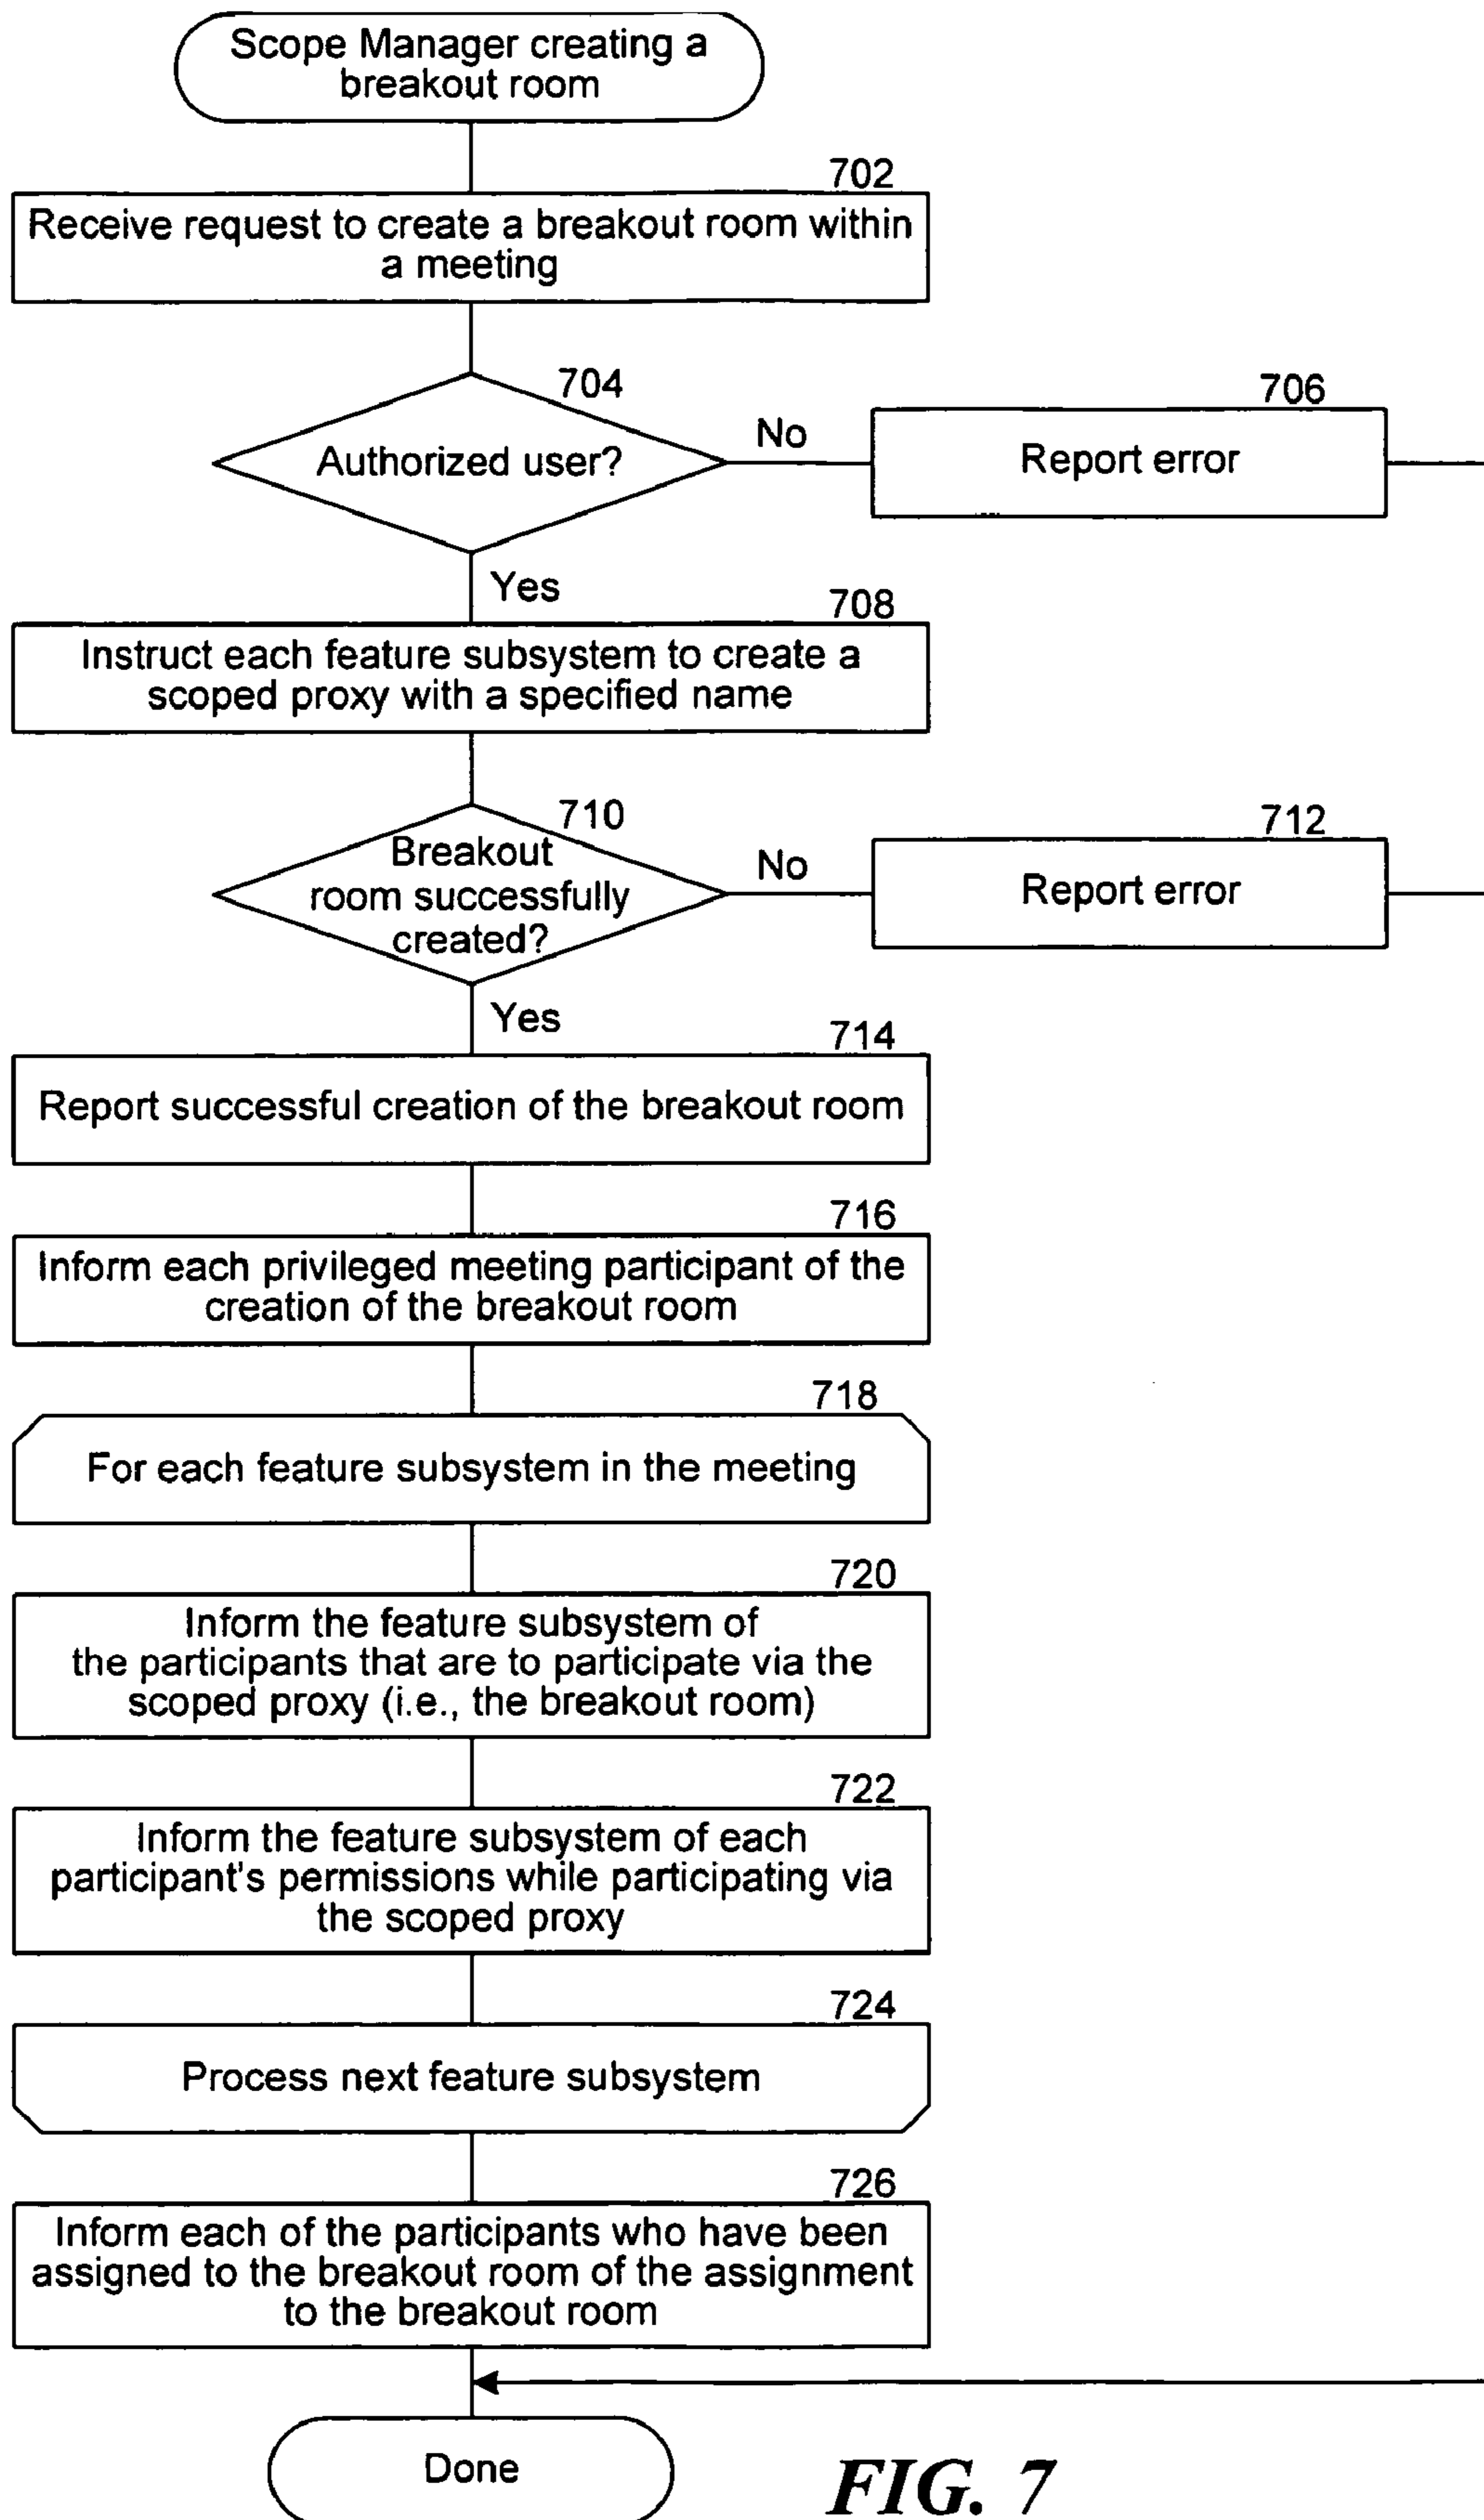 Scope Manager creating a
breakout room
702
Receive request to create a breakout room within
a meeting
704
Authorized user?
No
706
Report error
Yes
708
Instruct each feature subsystem to create a
scoped proxy with a specified name
710
Breakout
room successfully
created?
No
712
Report error
Yes
714
Report successful creation of the breakout room
716
Inform each privileged meeting participant of the
creation of the breakout room
718
For each feature subsystem in the meeting
720
Inform the feature subsystem of
the participants that are to participate via the
scoped proxy (i.e., the breakout room)
722
Inform the feature subsystem of each
participant's permissions while participating via
the scoped proxy
724
Process next feature subsystem
726
Inform each of the participants who have been
assigned to the breakout room of the assignment
to the breakout room
Done
FIG. 7